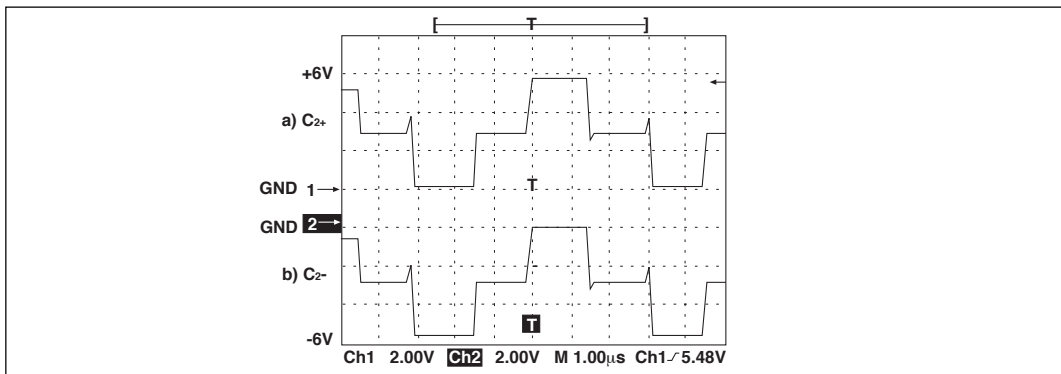 [ T ]
+6V
a) C2+
GND 1
T
GND 2
b) C2-
T
-6V
Ch1 2.00V Ch2 2.00V M 1.00µs Ch1 5.48V